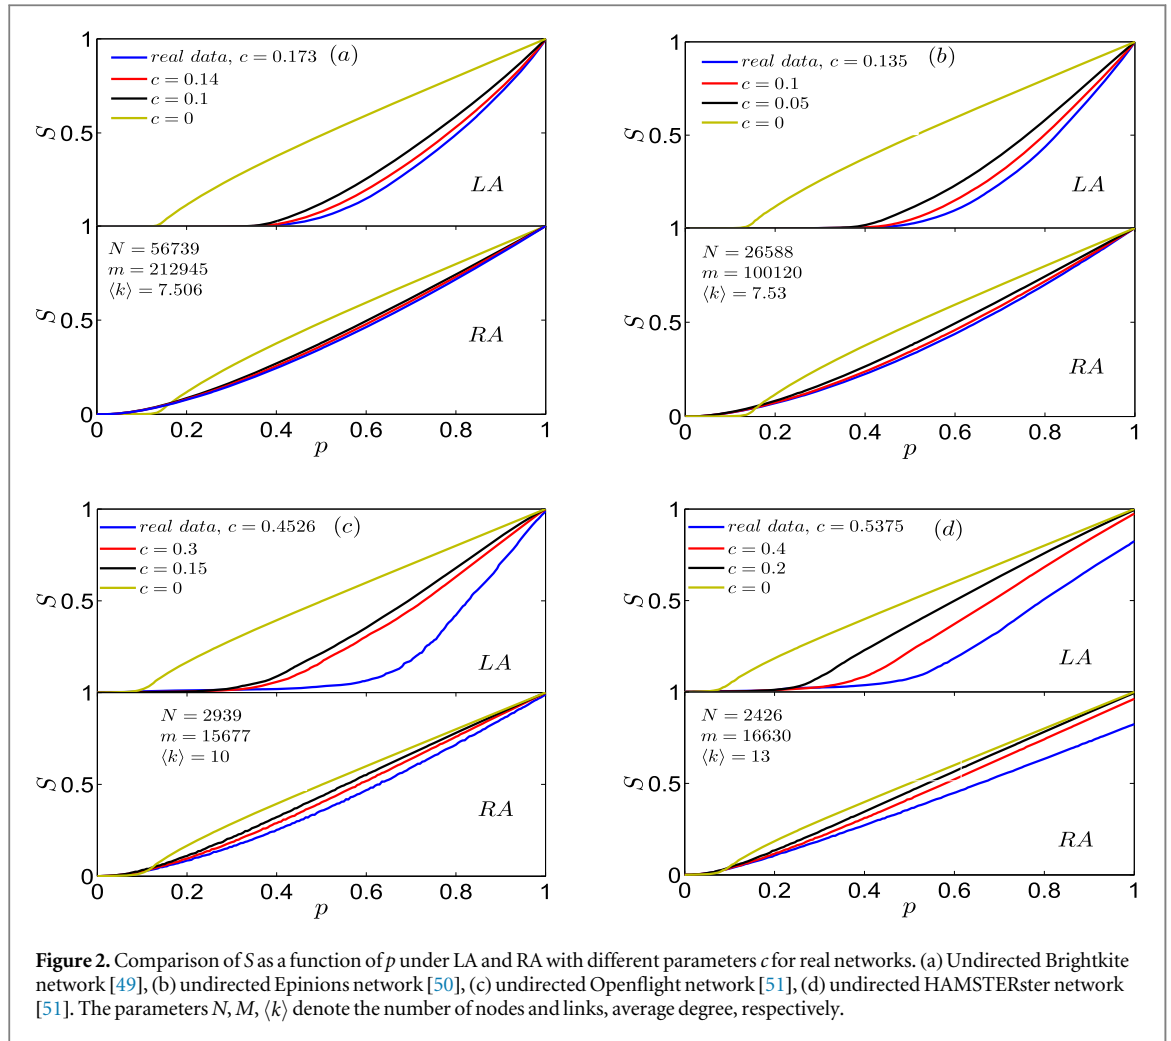 1
real data, c = 0.173 (a)
c = 0.14
c = 0.1
c = 0
S
0.5
LA
1
N = 56739
m = 212945
⟨k⟩ = 7.506
S
0.5
RA
0
0 0.2 0.4 0.6 0.8 1
p
1
real data, c = 0.135 (b)
c = 0.1
c = 0.05
c = 0
S
0.5
LA
1
N = 26588
m = 100120
⟨k⟩ = 7.53
S
0.5
RA
0
0 0.2 0.4 0.6 0.8 1
p
1
real data, c = 0.4526 (c)
c = 0.3
c = 0.15
c = 0
S
0.5
LA
1
N = 2939
m = 15677
⟨k⟩ = 10
S
0.5
RA
0
0 0.2 0.4 0.6 0.8 1
p
1
real data, c = 0.5375 (d)
c = 0.4
c = 0.2
c = 0
S
0.5
LA
1
N = 2426
m = 16630
⟨k⟩ = 13
S
0.5
RA
0
0 0.2 0.4 0.6 0.8 1
p
Figure 2. Comparison of S as a function of p under LA and RA with different parameters c for real networks. (a) Undirected Brightkite
network [49], (b) undirected Epinions network [50], (c) undirected Openflight network [51], (d) undirected HAMSTERster network
[51]. The parameters N, M, ⟨k⟩ denote the number of nodes and links, average degree, respectively.